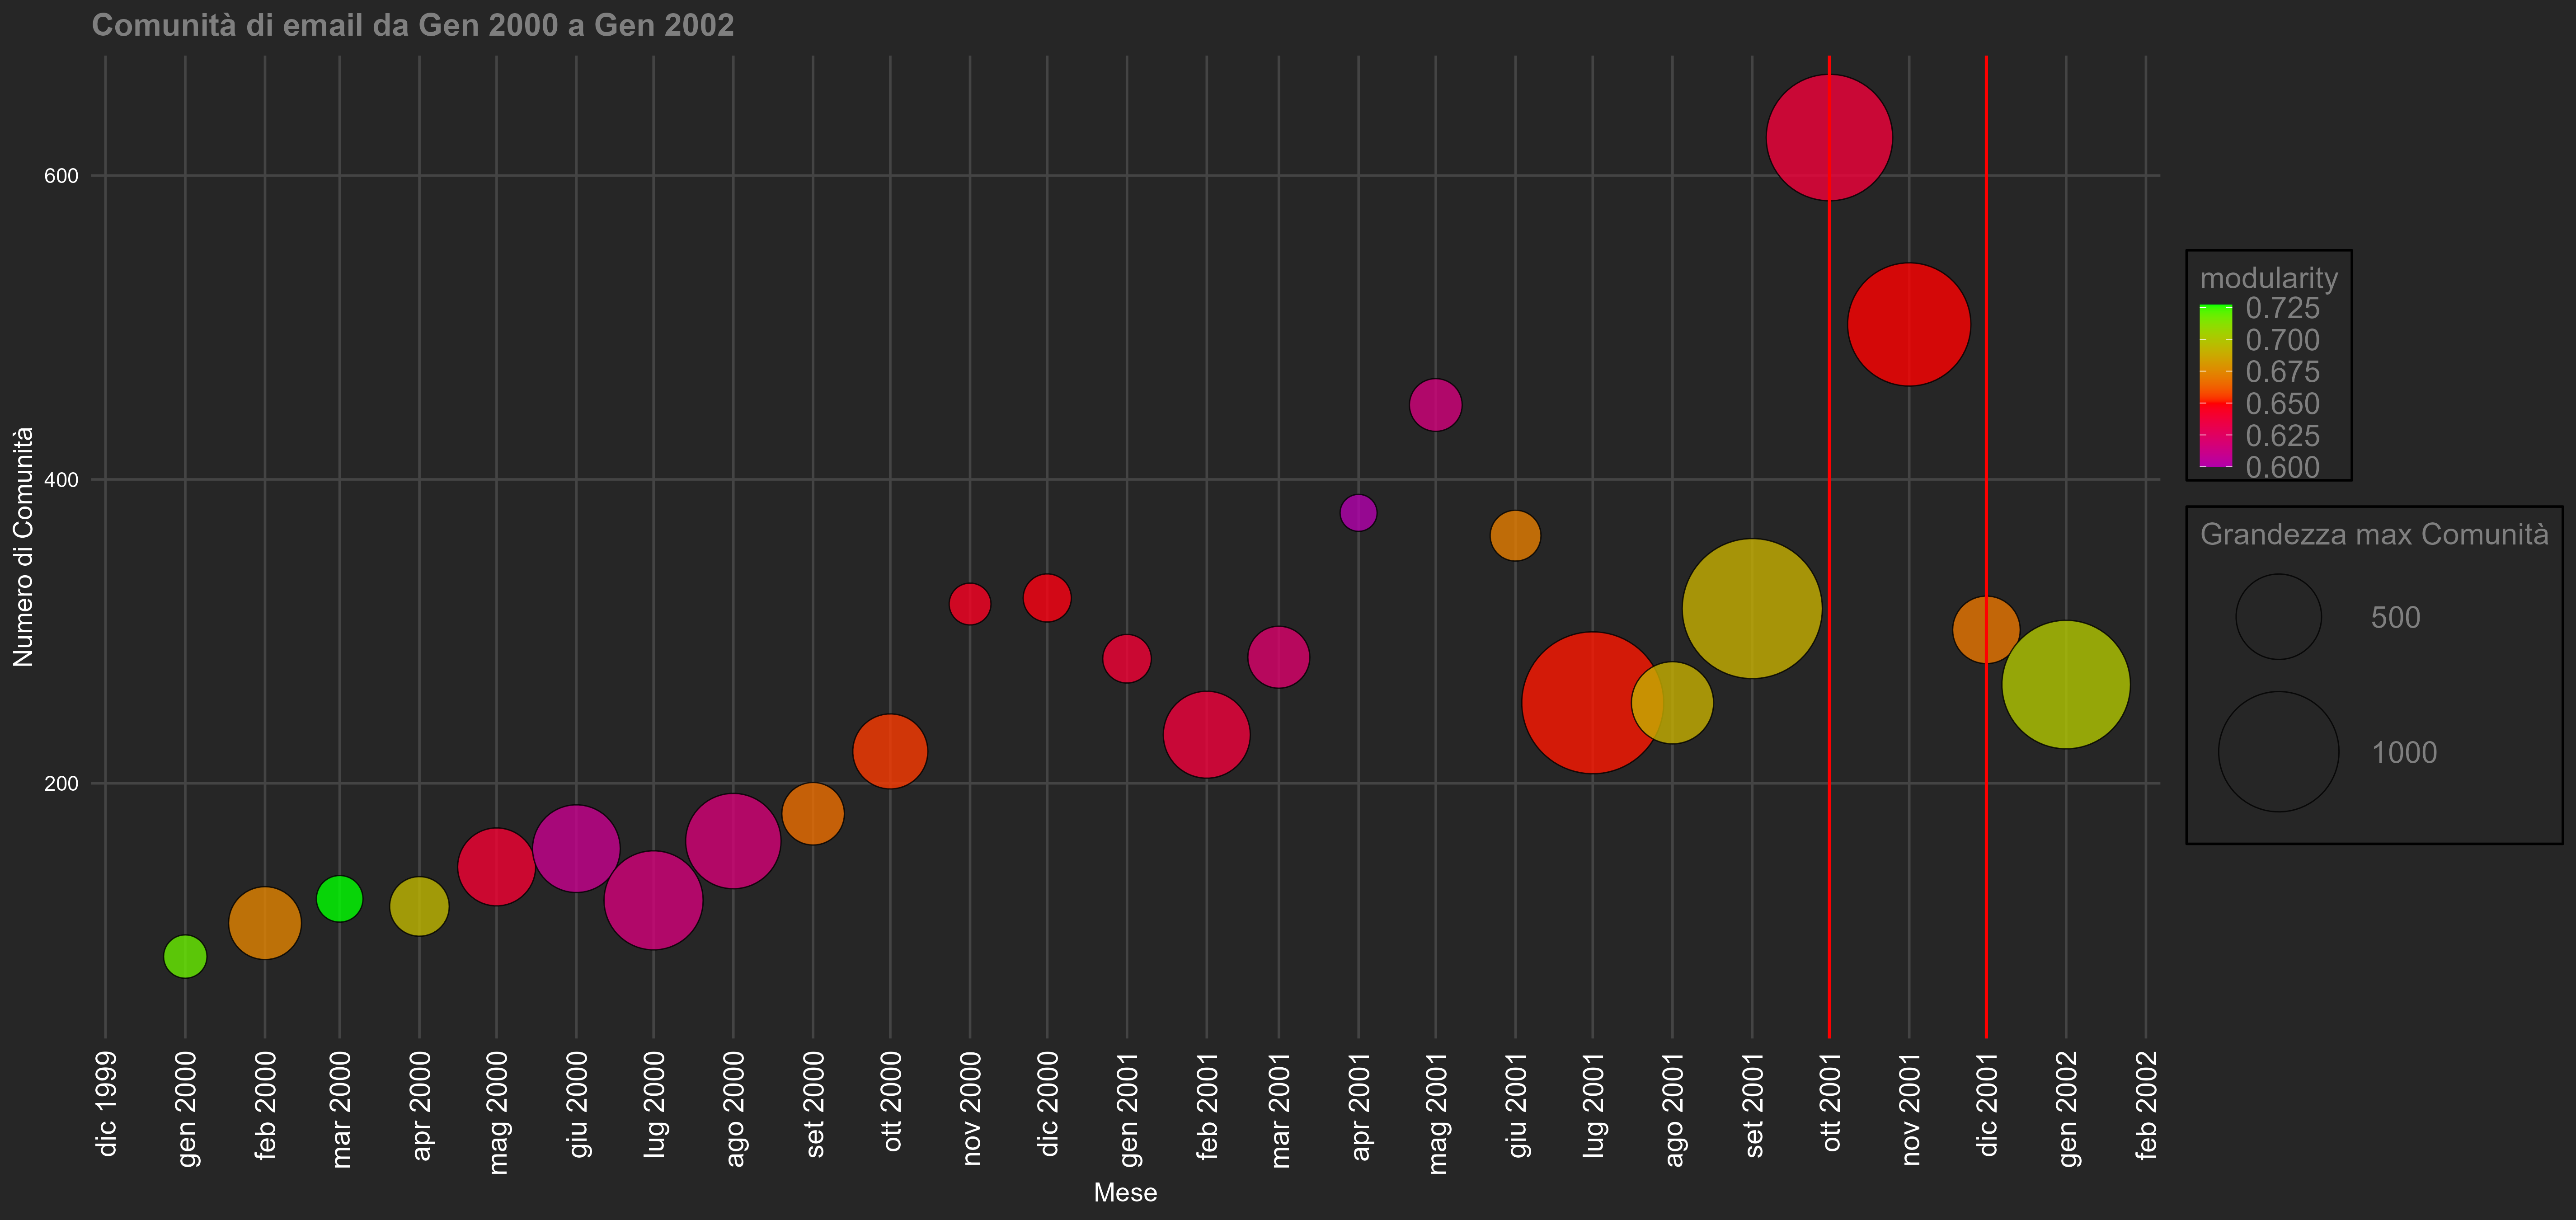 Comunità di email da Gen 2000 a Gen 2002
Numero di Comunità
600
400
200
dic 1999
gen 2000
feb 2000
mar 2000
apr 2000
mag 2000
giu 2000
lug 2000
ago 2000
set 2000
ott 2000
nov 2000
dic 2000
gen 2001
feb 2001
mar 2001
apr 2001
mag 2001
giu 2001
lug 2001
ago 2001
set 2001
ott 2001
nov 2001
dic 2001
gen 2002
feb 2002
Mese
modularity
0.725
0.700
0.675
0.650
0.625
0.600
Grandezza max Comunità
500
1000